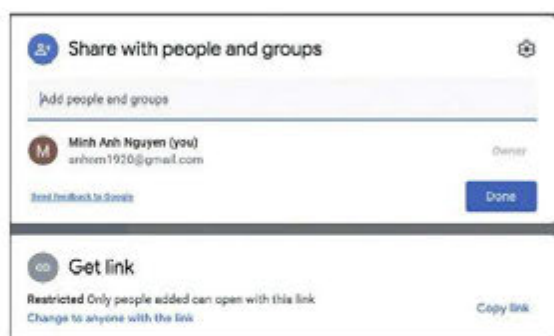 Share with people and groups
Add people and groups
M
Minh Anh Nguyen (you)
anhom1920@gmail.com
Owner
Send feedback to Google
Done
Get link
Restricted Only people added can open with this link
Change to anyone with the link
Copy link